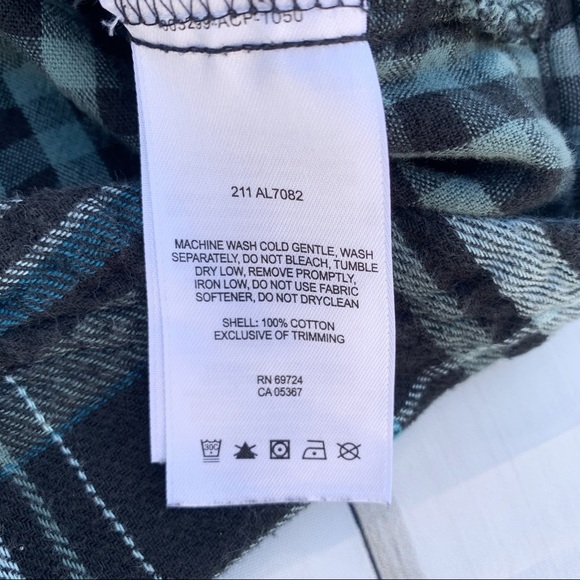 211 AL7082
MACHINE WASH COLD GENTLE, WASH
SEPARATELY, DO NOT BLEACH, TUMBLE
DRY LOW, REMOVE PROMPTLY,
IRON LOW, DO NOT USE FABRIC
SOFTENER, DO NOT DRYCLEAN
SHELL: 100% COTTON
EXCLUSIVE OF TRIMMING
RN 69724
CA 05367
30C